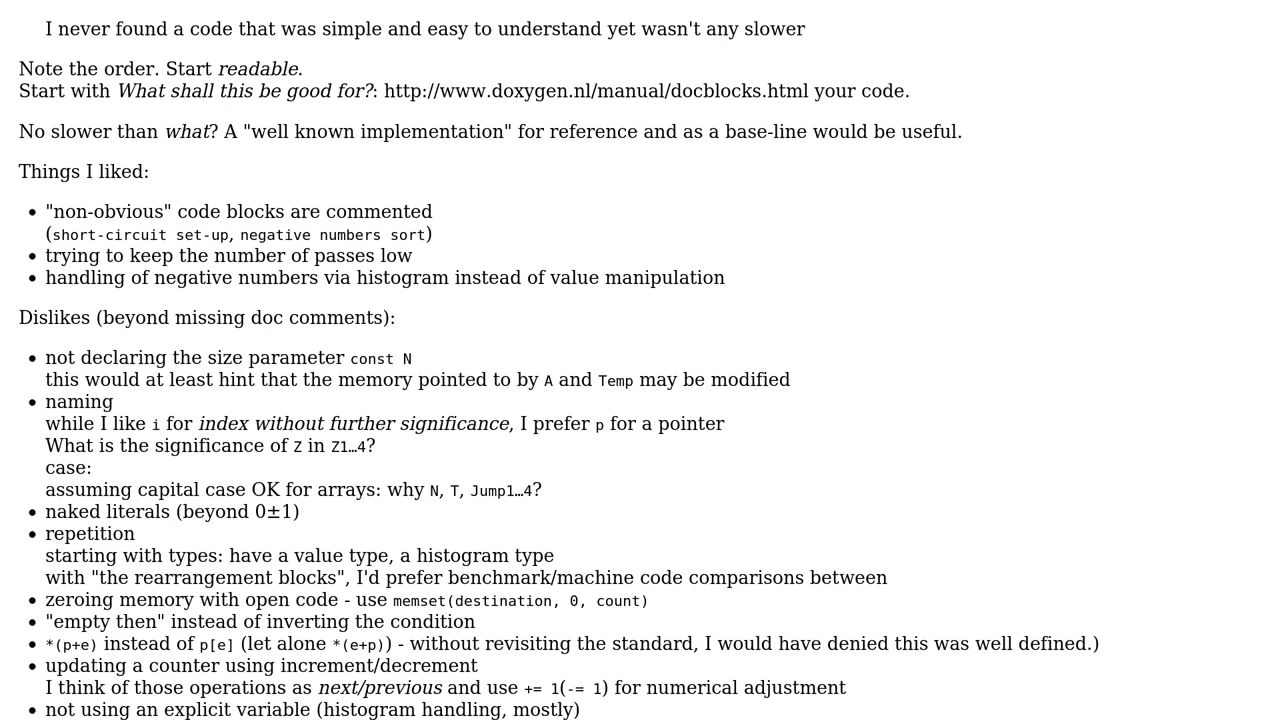 I never found a code that was simple and easy to understand yet wasn't any slower
Note the order. Start readable.
Start with What shall this be good for?: http://www.doxygen.nl/manual/docblocks.html your code.
No slower than what? A "well known implementation" for reference and as a base-line would be useful.
Things I liked:
• "non-obvious" code blocks are commented
(short-circuit set-up, negative numbers sort)
• trying to keep the number of passes low
• handling of negative numbers via histogram instead of value manipulation
Dislikes (beyond missing doc comments):
• not declaring the size parameter const N
this would at least hint that the memory pointed to by A and Temp may be modified
• naming
while I like i for index without further significance, I prefer p for a pointer
What is the significance of Z in Z1…4?
case:
assuming capital case OK for arrays: why N, T, Jump1…4?
• naked literals (beyond 0±1)
• repetition
starting with types: have a value type, a histogram type
with "the rearrangement blocks", I'd prefer benchmark/machine code comparisons between
• zeroing memory with open code - use memset(destination, 0, count)
• "empty then" instead of inverting the condition
• *(p+e) instead of p[e] (let alone *(e+p)) - without revisiting the standard, I would have denied this was well defined.)
• updating a counter using increment/decrement
I think of those operations as next/previous and use += 1(-= 1) for numerical adjustment
• not using an explicit variable (histogram handling, mostly)